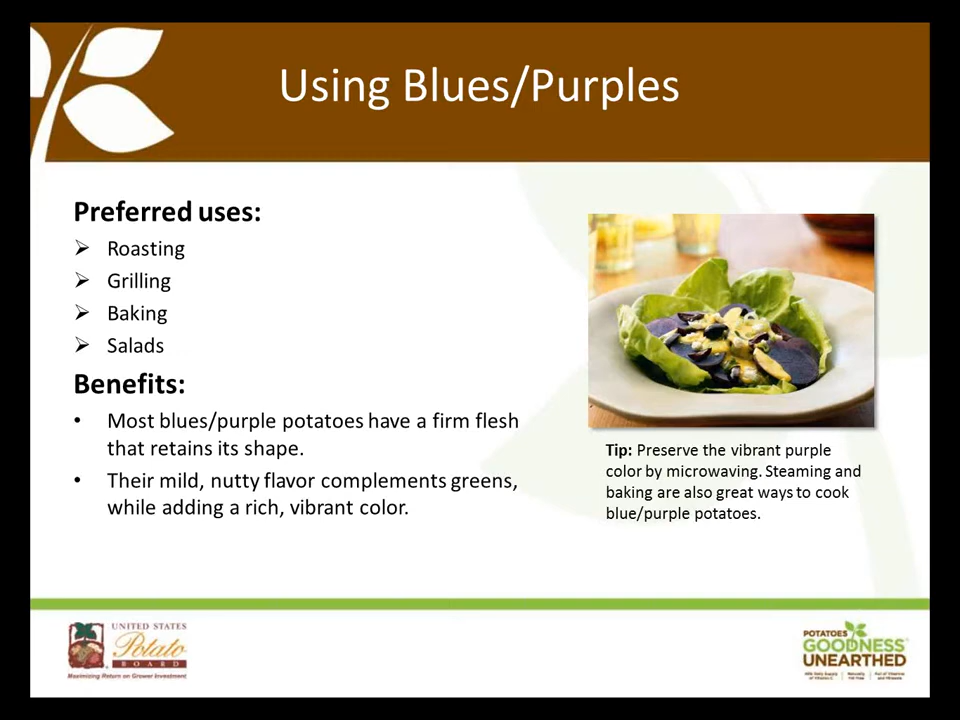 Using Blues/Purples
Preferred uses:
➢ Roasting
➢ Grilling
➢ Baking
➢ Salads
Benefits:
• Most blues/purple potatoes have a firm flesh
that retains its shape.
• Their mild, nutty flavor complements greens,
while adding a rich, vibrant color.
Tip: Preserve the vibrant purple
color by microwaving. Steaming and
baking are also great ways to cook
blue/purple potatoes.
UNITED STATES
Potato
BOARD
Maximizing Return on Grower Investment
POTATOES
GOODNESS
UNEARTHED